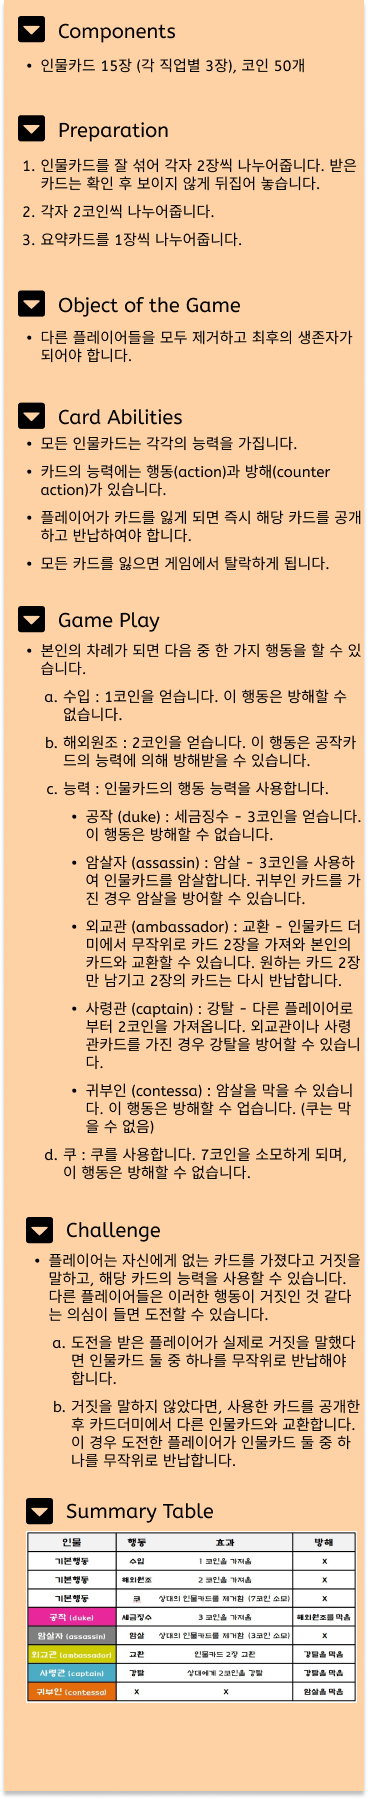 Components
• 인물카드 15장 (각 직업별 3장), 코인 50개
Preparation
1. 인물카드를 잘 섞어 각자 2장씩 나누어줍니다. 받은
카드는 확인 후 보이지 않게 뒤집어 놓습니다.
2. 각자 2코인씩 나누어줍니다.
3. 요약카드를 1장씩 나누어줍니다.
Object of the Game
• 다른 플레이어들을 모두 제거하고 최후의 생존자가
되어야 합니다.
Card Abilities
• 모든 인물카드는 각각의 능력을 가집니다.
• 카드의 능력에는 행동(action)과 방해(counter
action)가 있습니다.
• 플레이어가 카드를 잃게 되면 즉시 해당 카드를 공개
하고 반납하여야 합니다.
• 모든 카드를 잃으면 게임에서 탈락하게 됩니다.
Game Play
• 본인의 차례가 되면 다음 중 한 가지 행동을 할 수 있
습니다.
a. 수입 : 1코인을 얻습니다. 이 행동은 방해할 수
없습니다.
b. 해외원조 : 2코인을 얻습니다. 이 행동은 공작카
드의 능력에 의해 방해받을 수 있습니다.
c. 능력 : 인물카드의 행동 능력을 사용합니다.
• 공작 (duke) : 세금징수 - 3코인을 얻습니다.
이 행동은 방해할 수 없습니다.
• 암살자 (assassin) : 암살 - 3코인을 사용하
여 인물카드를 암살합니다. 귀부인 카드를 가
진 경우 암살을 방어할 수 있습니다.
• 외교관 (ambassador) : 교환 - 인물카드 더
미에서 무작위로 카드 2장을 가져와 본인의
카드와 교환할 수 있습니다. 원하는 카드 2장
만 남기고 2장의 카드는 다시 반납합니다.
• 사령관 (captain) : 강탈 - 다른 플레이어로
부터 2코인을 가져옵니다. 외교관이나 사령
관카드를 가진 경우 강탈을 방어할 수 있습니
다.
• 귀부인 (contessa) : 암살을 막을 수 있습니
다. 이 행동은 방해할 수 업습니다. (쿠는 막
을 수 없음)
d. 쿠 : 쿠를 사용합니다. 7코인을 소모하게 되며,
이 행동은 방해할 수 없습니다.
Challenge
• 플레이어는 자신에게 없는 카드를 가졌다고 거짓을
말하고, 해당 카드의 능력을 사용할 수 있습니다.
다른 플레이어들은 이러한 행동이 거짓인 것 같다
는 의심이 들면 도전할 수 있습니다.
a. 도전을 받은 플레이어가 실제로 거짓을 말했다
면 인물카드 둘 중 하나를 무작위로 반납해야
합니다.
b. 거짓을 말하지 않았다면, 사용한 카드를 공개한
후 카드더미에서 다른 인물카드와 교환합니다.
이 경우 도전한 플레이어가 인물카드 둘 중 하
나를 무작위로 반납합니다.
Summary Table
인물 행동 효과 방해
기본행동 수입 1 코인을 가져옴 X
기본행동 해외원조 2 코인을 가져옴 X
기본행동 쿠 상대의 인물카드를 제거함 (7코인 소모) X
공작 (duke) 세금징수 3 코인을 가져옴 해외원조를 막음
암살자 (assassin) 암살 상대의 인물카드를 제거함 (3코인 소모) X
외교관 (ambassador) 교환 인물카드 2장 교환 강탈을 막음
사령관 (captain) 강탈 상대에게 2코인을 강탈 강탈을 막음
귀부인 (contessa) X X 암살을 막음